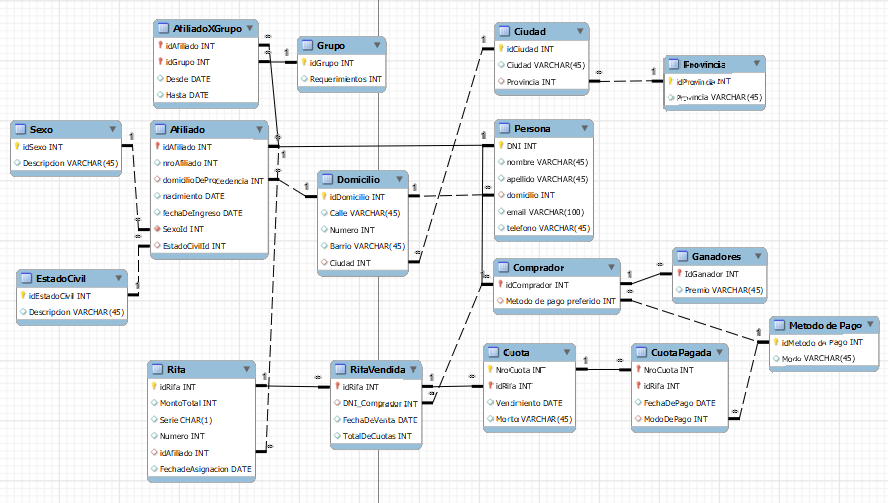 AfiliadoXGrupo
idAfiliado INT
idGrupo INT
Desde DATE
Hasta DATE
Grupo
idGrupo INT
Requerimientos INT
Ciudad
idCiudad INT
Ciudad VARCHAR(45)
Provincia INT
Provincia
idProvincia INT
Provincia VARCHAR(45)
Sexo
idSexo INT
Descripcion VARCHAR(45)
Afiliado
idAfiliado INT
nroAfiliado INT
domicilioDeProcedencia INT
nacimiento DATE
fechaDeIngreso DATE
SexoId INT
EstadoCivilId INT
Domicilio
idDomicilio INT
Calle VARCHAR(45)
Numero INT
Barrio VARCHAR(45)
Ciudad INT
Persona
DNI INT
nombre VARCHAR(45)
apellido VARCHAR(45)
domicilio INT
email VARCHAR(100)
telefono VARCHAR(45)
EstadoCivil
idEstadoCivil INT
Descripcion VARCHAR(45)
Comprador
idComprador INT
Metodo de pago preferido INT
Ganadores
IdGanador INT
Premio VARCHAR(45)
Metodo de Pago
idMetodo de Pago INT
Modo VARCHAR(45)
Rifa
idRifa INT
MontoTotal INT
Serie CHAR(1)
Numero INT
idAfiliado INT
FechadeAsignacion DATE
RifaVendida
idRifa INT
DNI_Comprador INT
FechaDeVenta DATE
TotalDeCuotas INT
Cuota
NroCuota INT
idRifa INT
Vencimiento DATE
Monto VARCHAR(45)
CuotaPagada
NroCuota INT
idRifa INT
FechaDePago DATE
ModoDePago INT